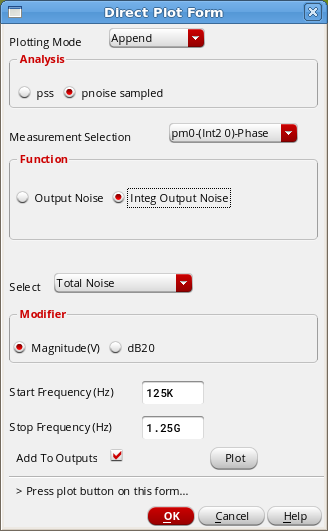 Direct Plot Form
Plotting Mode Append
Analysis
pss pnoise sampled
Measurement Selection pm0-(Int2 0)-Phase
Function
Output Noise Integ Output Noise
Select Total Noise
Modifier
Magnitude(V) dB20
Start Frequency(Hz) 125K
Stop Frequency(Hz) 1.25G
Add To Outputs Plot
> Press plot button on this form...
OK Cancel Help